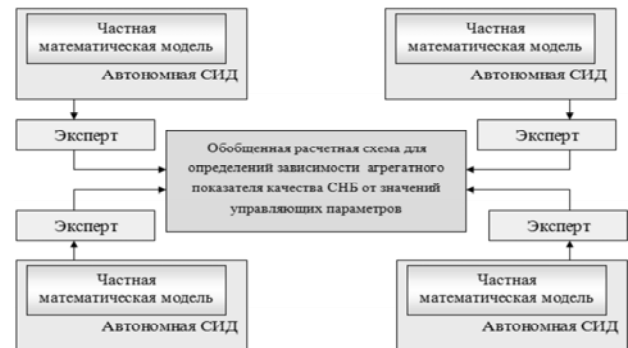 Частная
математическая модель
Автономная СИД
Частная
математическая модель
Автономная СИД
Эксперт
Эксперт
Обобщенная расчетная схема для
определений зависимости агрегатного
показателя качества СНБ от значений
управляющих параметров
Эксперт
Эксперт
Частная
математическая модель
Автономная СИД
Частная
математическая модель
Автономная СИД